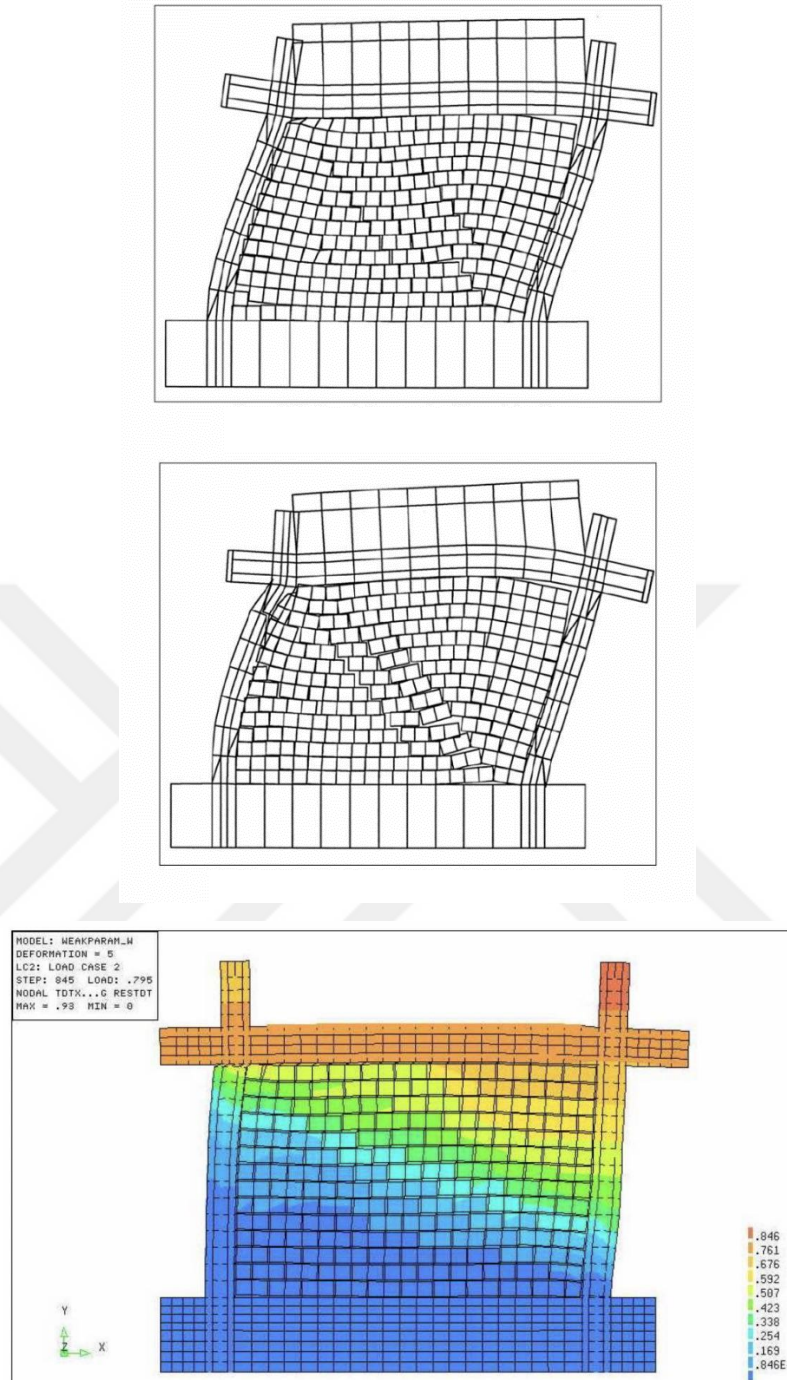 MODEL: WEAKPARAM_W
DEFORMATION = 5
LC2: LOAD CASE 2
STEP: 845 LOAD: .795
NODAL TDTX...G RESTDT
MAX = .93 MIN = 0
.846
.761
.676
.592
.507
.423
.338
.254
.169
.846E
Y
Z X